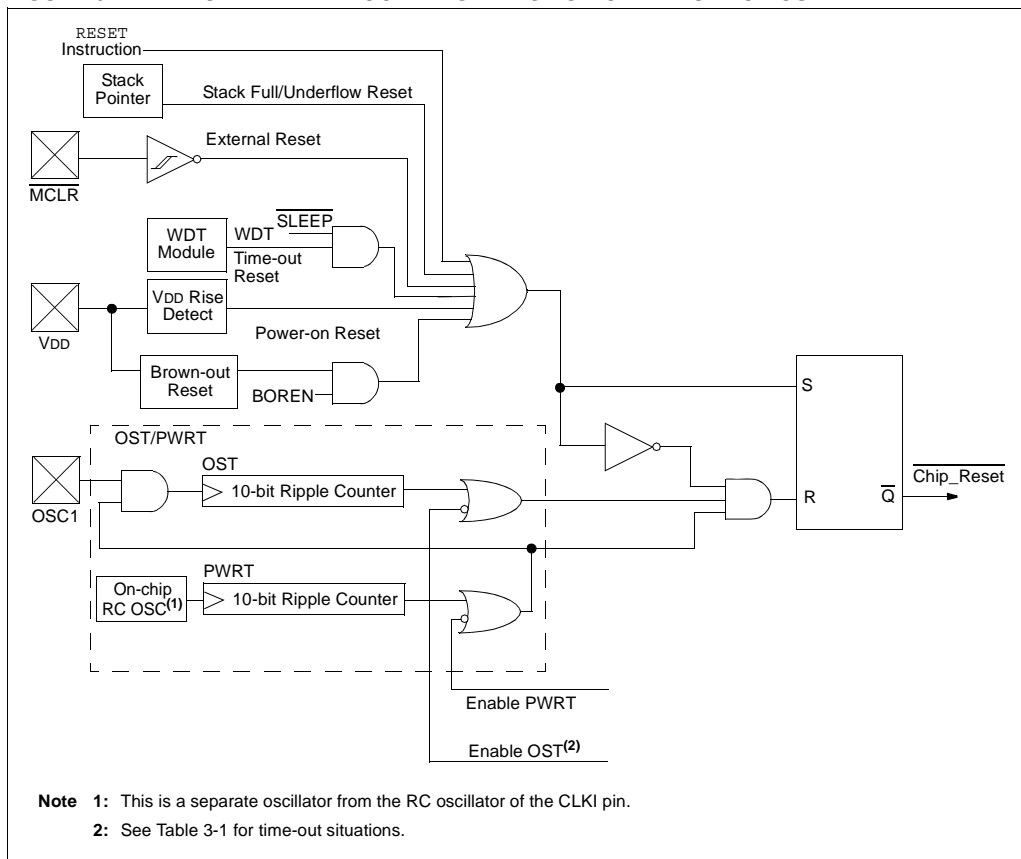 RESET
Instruction
Stack
Pointer
Stack Full/Underflow Reset
External Reset
MCLR
SLEEP
WDT
Module
WDT
Time-out
Reset
VDD Rise
Detect
VDD
Power-on Reset
Brown-out
Reset
BOREN
S
OST/PWRT
OST
10-bit Ripple Counter
OSC1
Chip_Reset
R
Q
PWRT
On-chip
RC OSC(1)
10-bit Ripple Counter
Enable PWRT
Enable OST(2)
Note 1: This is a separate oscillator from the RC oscillator of the CLKI pin.
2: See Table 3-1 for time-out situations.